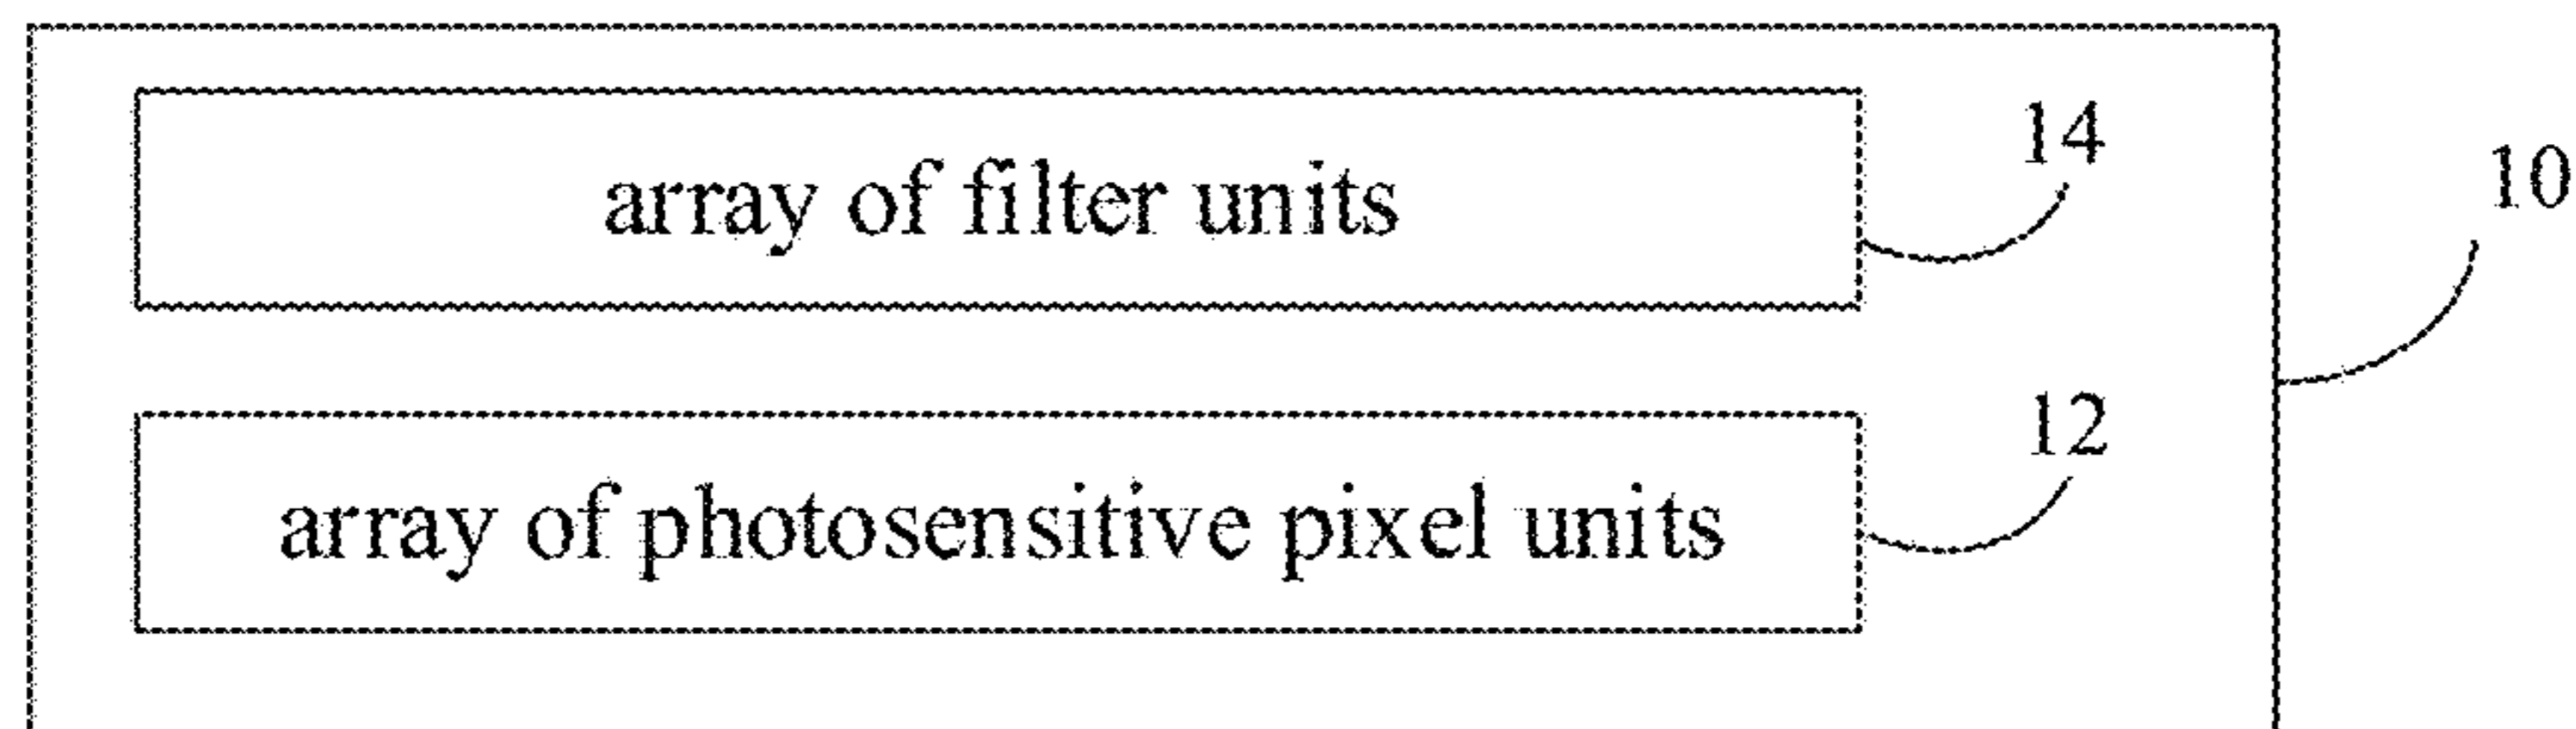 array of filter units
14
10
array of photosensitive pixel units
12